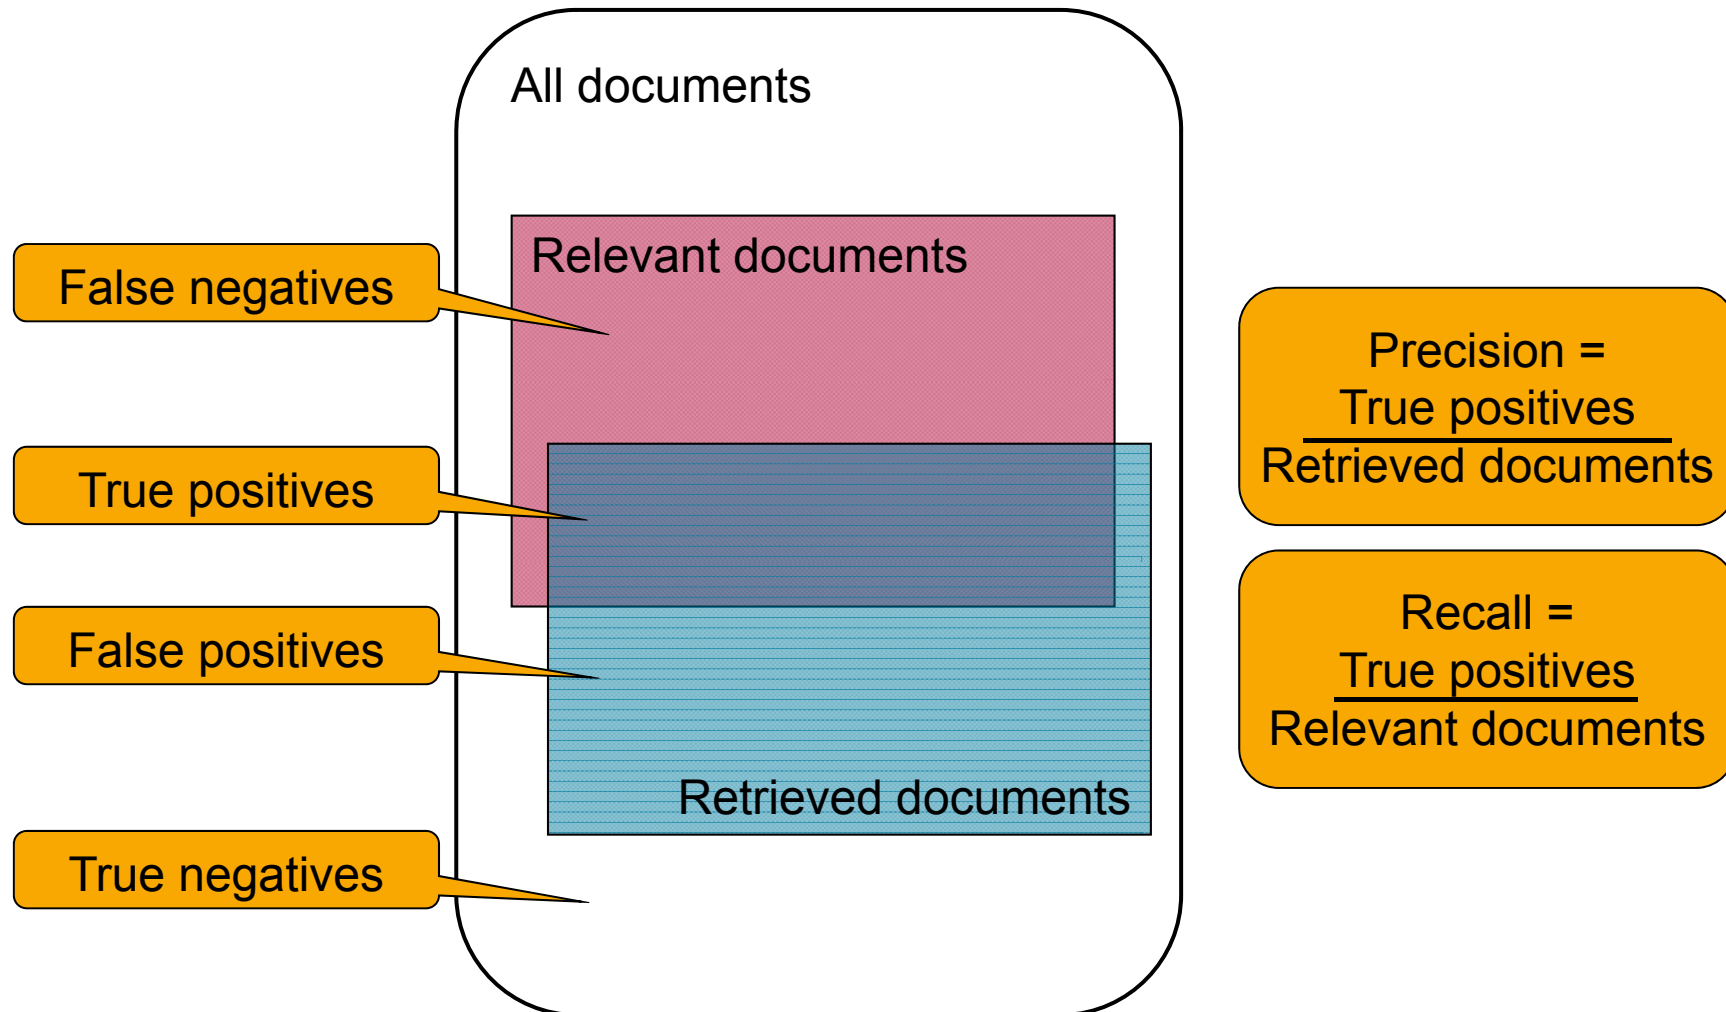 All documents
Relevant documents
False negatives
True positives
False positives
Retrieved documents
True negatives
Precision =
True positives
Retrieved documents
Recall =
True positives
Relevant documents